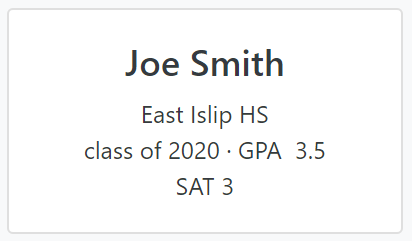 Joe Smith
East Islip HS
class of 2020 · GPA  3.5
SAT 3